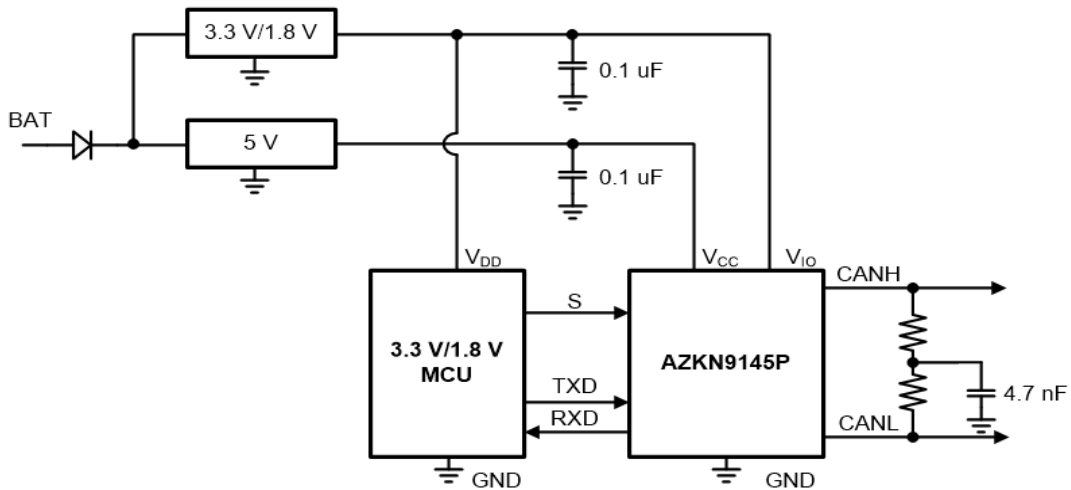 3.3 V/1.8 V
0.1 uF
BAT
5 V
0.1 uF
VDD
VCC
VIO
CANH
S
3.3 V/1.8 V
MCU
AZKN9145P
TXD
4.7 nF
RXD
CANL
GND
GND